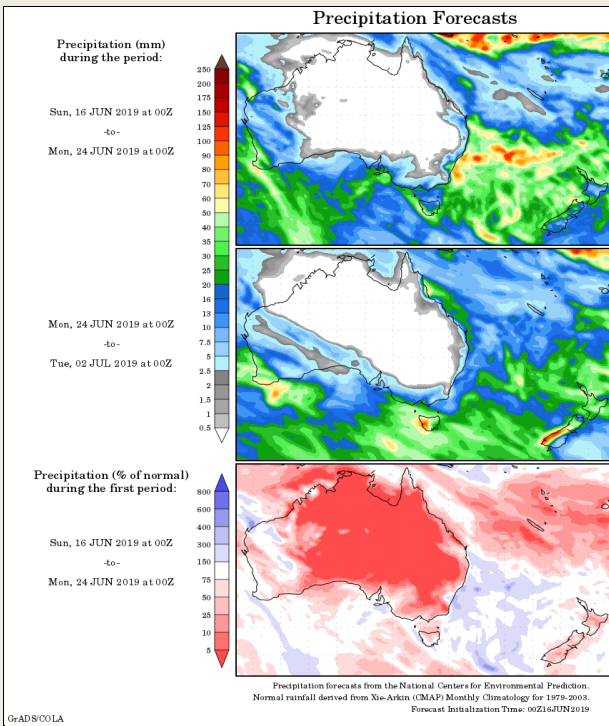 Precipitation Forecasts
Precipitation (mm)
during the period:
Sun, 16 JUN 2019 at 00Z
-to-
Mon, 24 JUN 2019 at 00Z
250
200
175
150
125
100
90
80
70
60
50
40
35
30
25
20
16
13
10
7.5
5
2.5
2
1.5
1
0.5
Mon, 24 JUN 2019 at 00Z
-to-
Tue, 02 JUL 2019 at 00Z
Precipitation (% of normal)
during the first period:
Sun, 16 JUN 2019 at 00Z
-to-
Mon, 24 JUN 2019 at 00Z
800
600
400
300
150
75
50
25
10
5
Precipitation forecasts from the National Centers for Environmental Prediction.
Normal rainfall derived from Xie-Arkin (CMAP) Monthly Climatology for 1979-2003.
Forecast Initialization Time: 00Z16JUN2019
GrADS/COLA